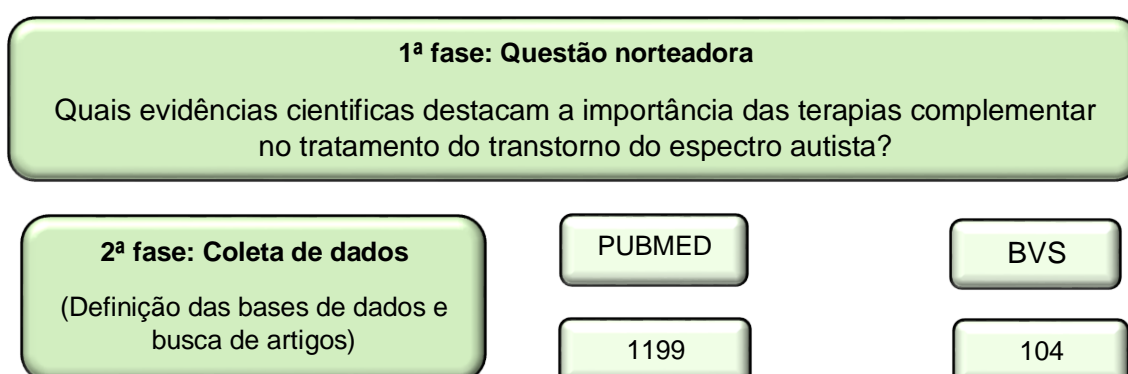 1ª fase: Questão norteadora
Quais evidências cientificas destacam a importância das terapias complementar
no tratamento do transtorno do espectro autista?
2ª fase: Coleta de dados
(Definição das bases de dados e
busca de artigos)
PUBMED
BVS
1199
104